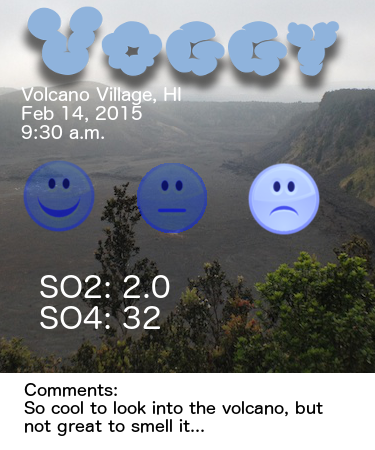 VOGGY
Volcano Village, HI
Feb 14, 2015
9:30 a.m.
SO2: 2.0
SO4: 32
Comments:
So cool to look into the volcano, but
not great to smell it...